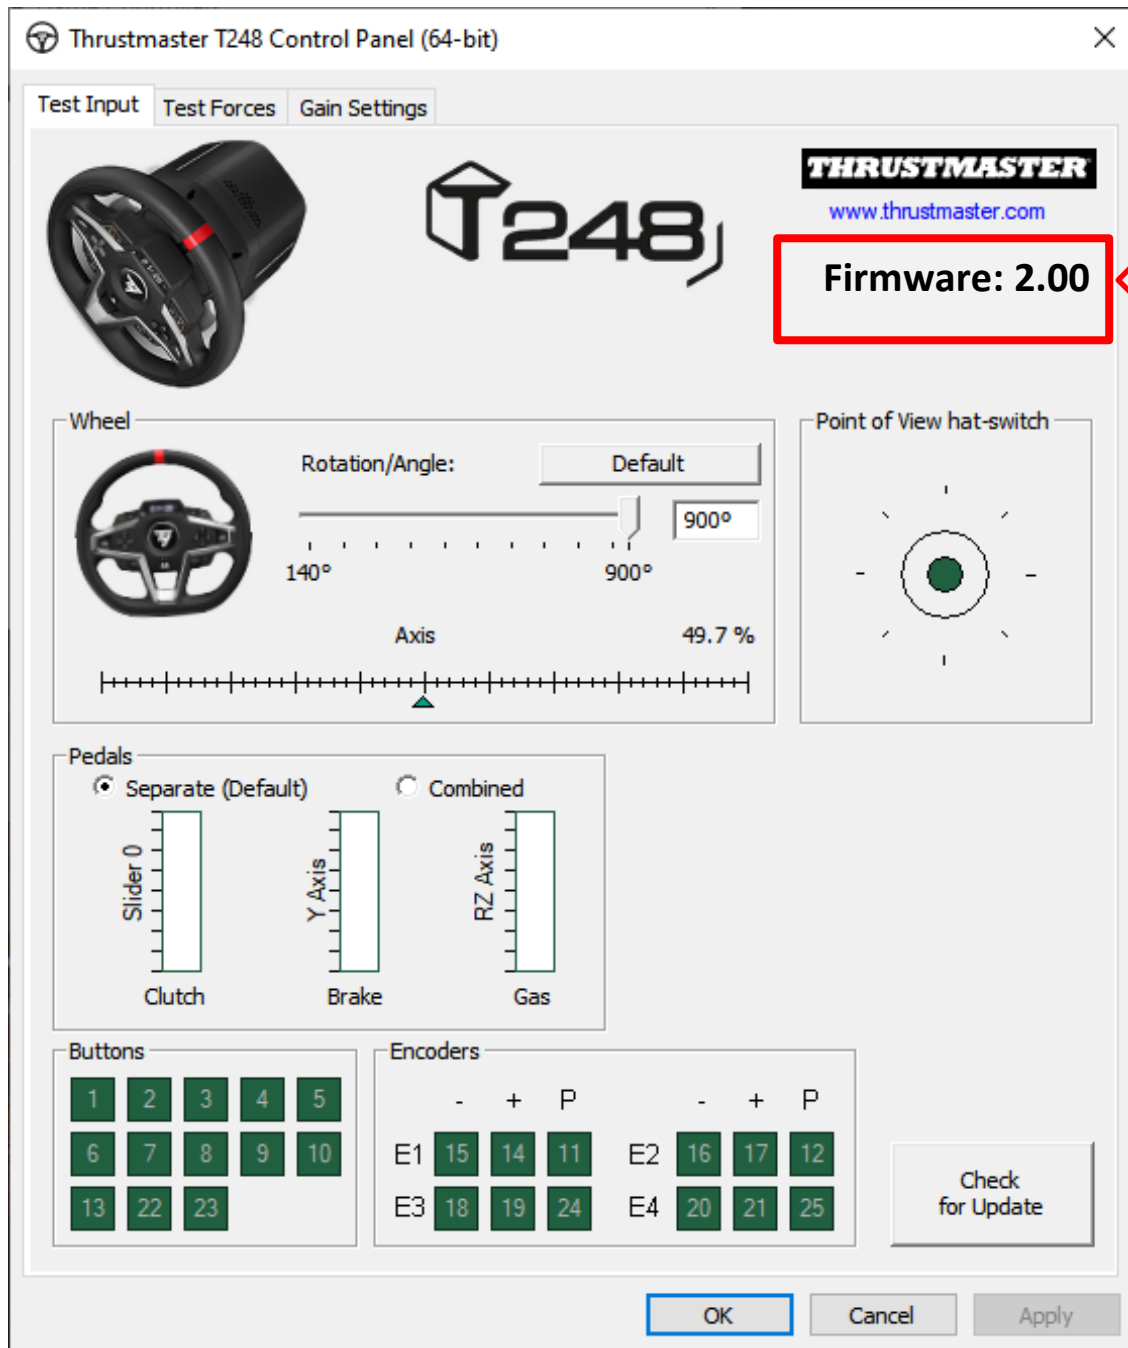 Thrustmaster T248 Control Panel (64-bit)
Test Input Test Forces Gain Settings
T248
THRUSTMASTER
www.thrustmaster.com
Firmware: 2.00
Wheel
Rotation/Angle: Default
900°
140° 900°
Axis 49.7 %
Point of View hat-switch
Pedals
Separate (Default) Combined
Slider 0 Y Axis RZ Axis
Clutch Brake Gas
Buttons
1 2 3 4 5
6 7 8 9 10
13 22 23
Encoders
- + P - + P
E1 15 14 11 E2 16 17 12
E3 18 19 24 E4 20 21 25
Check
for Update
OK Cancel Apply